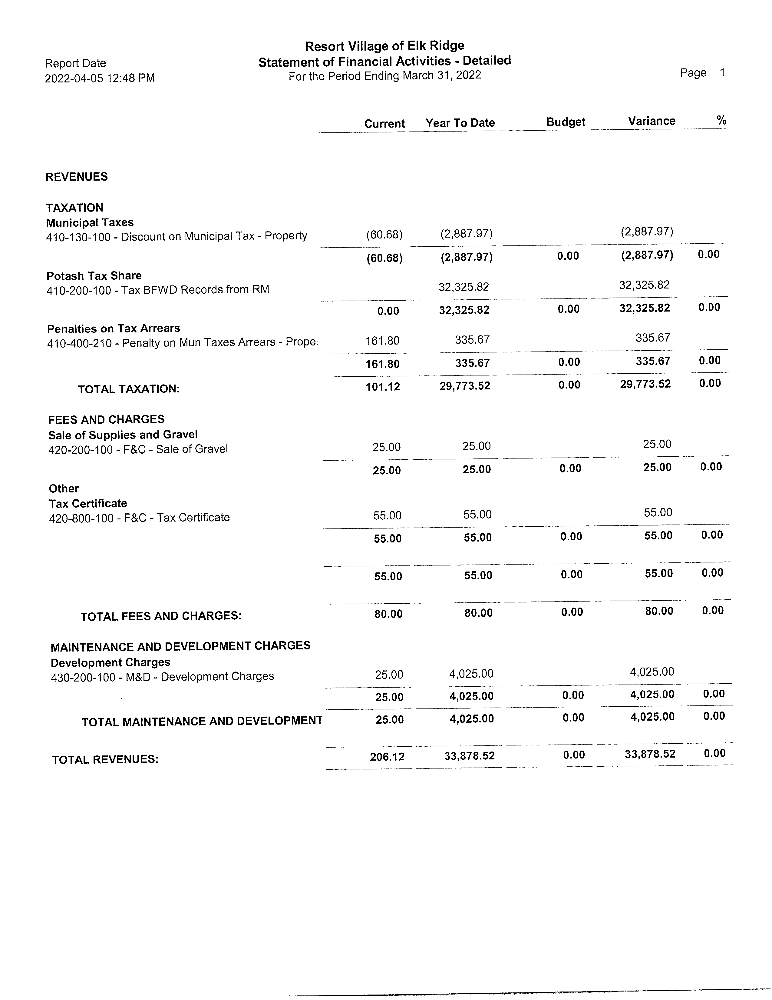 Resort Village of Elk Ridge
Report Date Statement of Financial Activities - Detailed
2022-04-05 12:48 PM For the Period Ending March 31, 2022 Page 1
Current Year To Date Budget Variance %
REVENUES
TAXATION
Municipal Taxes
410-130-100 - Discount on Municipal Tax - Property (60.68) (2,887.97) (2,887.97)
(60.68) (2,887.97) 0.00 (2,887.97) 0.00
Potash Tax Share
410-200-100 - Tax BFWD Records from RM 32,325.82 32,325.82
0.00 32,325.82 0.00 32,325.82 0.00
Penalties on Tax Arrears
410-400-210 - Penalty on Mun Taxes Arrears - Proper 161.80 335.67 335.67
161.80 335.67 0.00 335.67 0.00
TOTAL TAXATION: 101.12 29,773.52 0.00 29,773.52 0.00
FEES AND CHARGES
Sale of Supplies and Gravel
420-200-100 - F&C - Sale of Gravel 25.00 25.00 25.00
25.00 25.00 0.00 25.00 0.00
Other
Tax Certificate
420-800-100 - F&C - Tax Certificate 55.00 55.00 55.00
55.00 55.00 0.00 55.00 0.00
55.00 55.00 0.00 55.00 0.00
TOTAL FEES AND CHARGES: 80.00 80.00 0.00 80.00 0.00
MAINTENANCE AND DEVELOPMENT CHARGES
Development Charges
430-200-100 - M&D - Development Charges 25.00 4,025.00 4,025.00
25.00 4,025.00 0.00 4,025.00 0.00
TOTAL MAINTENANCE AND DEVELOPMENT 25.00 4,025.00 0.00 4,025.00 0.00
TOTAL REVENUES: 206.12 33,878.52 0.00 33,878.52 0.00